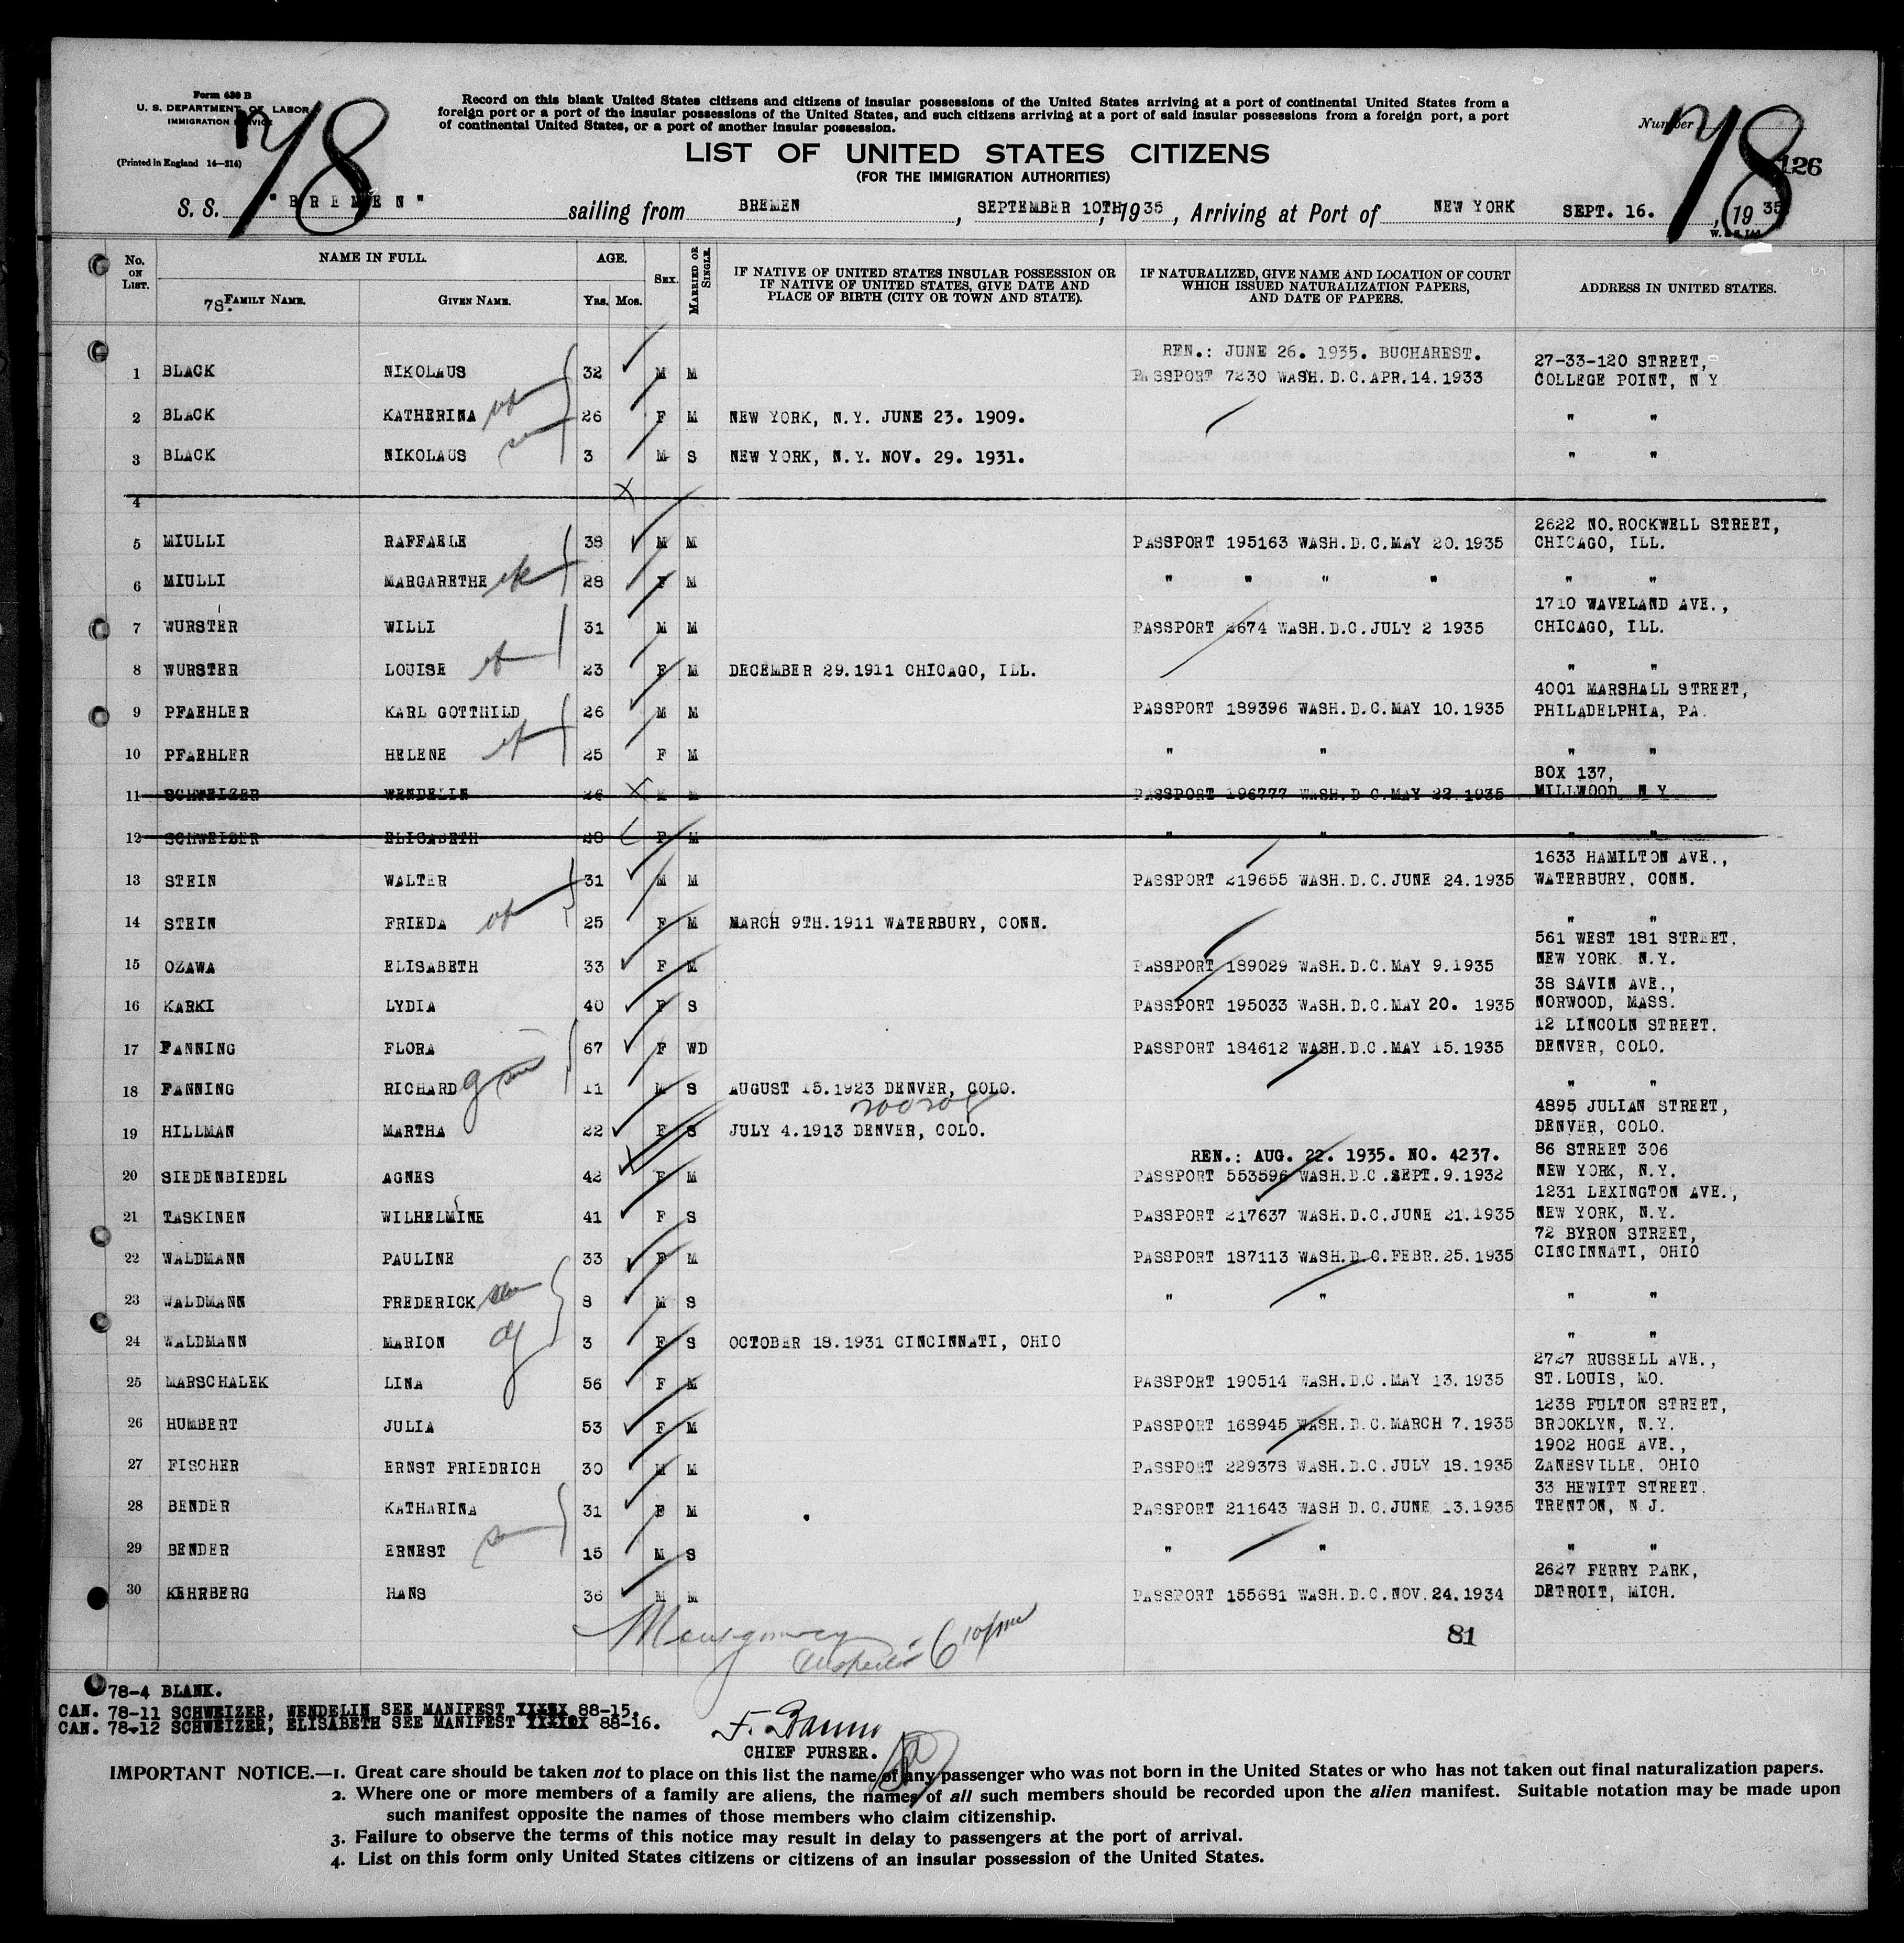 Form 630 B
U. S. DEPARTMENT OF LABOR
IMMIGRATION SERVICE
(Printed in England 14—214)
78
Record on this blank United States citizens and citizens of insular possessions of the United States arriving at a port of continental United States from a
foreign port or a port of the insular possessions of the United States, and such citizens arriving at a port of said insular possessions from a foreign port, a port
of continental United States, or a port of another insular possession.
Number
78
126
LIST OF UNITED STATES CITIZENS
(FOR THE IMMIGRATION AUTHORITIES)
S. S. "BREMEN" sailing from BREMEN, SEPTEMBER 10TH, 1935, Arriving at Port of NEW YORK SEPT. 16., 1935
No. ON LIST. NAME IN FULL. AGE. SEX. MARRIED OR SINGLE. IF NATIVE OF UNITED STATES INSULAR POSSESSION OR IF NATIVE OF UNITED STATES, GIVE DATE AND PLACE OF BIRTH (CITY OR TOWN AND STATE). IF NATURALIZED, GIVE NAME AND LOCATION OF COURT WHICH ISSUED NATURALIZATION PAPERS, AND DATE OF PAPERS. ADDRESS IN UNITED STATES.
78. FAMILY NAME. GIVEN NAME. Yrs. Mos.
REN.: JUNE 26. 1935. BUCHAREST. 27-33-120 STREET,
1 BLACK NIKOLAUS 32 M M PASSPORT 7230 WASH.D.C.APR.14.1933 COLLEGE POINT, N Y
2 BLACK KATHERINA wf 26 F M NEW YORK, N.Y. JUNE 23. 1909. " "
3 BLACK NIKOLAUS son 3 M S NEW YORK, N.Y. NOV. 29. 1931. " "
4
2622 NO.ROCKWELL STREET,
5 MIULLI RAFFAELE 38 M M PASSPORT 195163 WASH.D.C.MAY 20.1935 CHICAGO, ILL.
6 MIULLI MARGARETHE wf 28 F M " " " " " "
1710 WAVELAND AVE.,
7 WURSTER WILLI 31 M M PASSPORT 2674 WASH.D.C.JULY 2 1935 CHICAGO, ILL.
8 WURSTER LOUISE wf 23 F M DECEMBER 29.1911 CHICAGO, ILL. " "
4001 MARSHALL STREET,
9 PFAEHLER KARL GOTTHILD 26 M M PASSPORT 189396 WASH.D.C.MAY 10.1935 PHILADELPHIA, PA.
10 PFAEHLER HELENE wf 25 F M " " " "
BOX 137,
11 SCHWEIZER WENDELIN 26 M M PASSPORT 196777 WASH.D.C.MAY 22.1935 MILLWOOD, N Y
12 SCHWEIZER ELISABETH 28 F M " " " "
1633 HAMILTON AVE.,
13 STEIN WALTER 31 M M PASSPORT 219655 WASH.D.C.JUNE 24.1935 WATERBURY, CONN.
14 STEIN FRIEDA wf 25 F M MARCH 9TH.1911 WATERBURY, CONN. " "
561 WEST 181 STREET,
15 OZAWA ELISABETH 33 F M PASSPORT 189029 WASH.D.C.MAY 9.1935 NEW YORK N.Y.
38 SAVIN AVE.,
16 KARKI LYDIA 40 F S PASSPORT 195033 WASH.D.C.MAY 20. 1935 NORWOOD, MASS.
12 LINCOLN STREET.
17 FANNING FLORA 67 F WD PASSPORT 184612 WASH.D.C.MAY 15.1935 DENVER, COLO.
18 FANNING RICHARD g son 11 M S AUGUST 15.1923 DENVER, COLO. " "
4895 JULIAN STREET,
19 HILLMAN MARTHA 22 F S JULY 4.1913 DENVER, COLO. DENVER, COLO.
REN.: AUG. 22. 1935. NO. 4237. 86 STREET 306
20 SIEDENBIEDEL AGNES 42 F M PASSPORT 553596 WASH.D.C.SEPT.9.1932 NEW YORK, N.Y.
1231 LEXINGTON AVE.,
21 TASKINEN WILHELMINE 41 F S PASSPORT 217637 WASH.D.C.JUNE 21.1935 NEW YORK, N.Y.
72 BYRON STREET,
22 WALDMANN PAULINE 33 F M PASSPORT 187113 WASH.D.C.FEBR.25.1935 CINCINNATI, OHIO
23 WALDMANN FREDERICK son 8 M S " " " "
24 WALDMANN MARION 3 F S OCTOBER 18.1931 CINCINNATI, OHIO " "
2727 RUSSELL AVE.,
25 MARSCHALEK LINA 56 F M PASSPORT 190514 WASH.D.C.MAY 13.1935 ST.LOUIS, MO.
1238 FULTON STREET,
26 HUMBERT JULIA 53 F M PASSPORT 168945 WASH.D.C.MARCH 7.1935 BROOKLYN, N.Y.
1902 HOGE AVE.,
27 FISCHER ERNST FRIEDRICH 30 M M PASSPORT 229378 WASH.D.C.JULY 18.1935 ZANESVILLE, OHIO
33 HEWITT STREET.
28 BENDER KATHARINA 31 F M PASSPORT 211643 WASH D.C.JUNE 13.1935 TRENTON, N.J.
29 BENDER ERNEST son 15 M S " " " "
2627 FERRY PARK,
30 KEHRBERG HANS 36 M M PASSPORT 155681 WASH.D.C.NOV.24.1934 DETROIT, MICH.
Montgomery
Inspector
81
78-4 BLANK.
CAN. 78-11 SCHWEIZER, WENDELIN SEE MANIFEST 88-15.
CAN. 78-12 SCHWEIZER, ELISABETH SEE MANIFEST 88-16.
CHIEF PURSER.
IMPORTANT NOTICE.—1. Great care should be taken not to place on this list the name of any passenger who was not born in the United States or who has not taken out final naturalization papers.
2. Where one or more members of a family are aliens, the names of all such members should be recorded upon the alien manifest. Suitable notation may be made upon
such manifest opposite the names of those members who claim citizenship.
3. Failure to observe the terms of this notice may result in delay to passengers at the port of arrival.
4. List on this form only United States citizens or citizens of an insular possession of the United States.